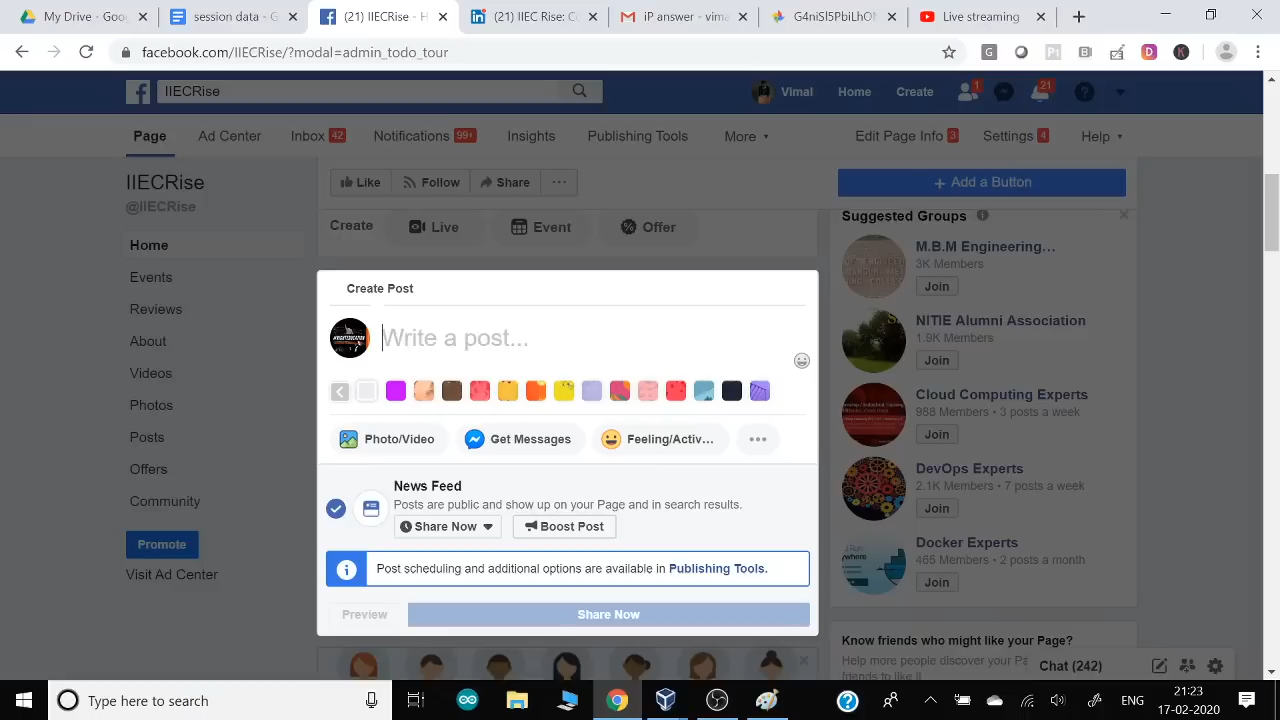 My Drive - Goog
session data - G
(21) IIECRise - H
(21) IIEC Rise: CC
iP answer - vima
G4niSI5PbiLhO
Live streaming
facebook.com/IIECRise/?modal=admin_todo_tour
IIECRise
Vimal
Home
Create
1
21
Page
Ad Center
Inbox 42
Notifications 99+
Insights
Publishing Tools
More
Edit Page Info 3
Settings 4
Help
IIECRise
@IIECRise
Home
Events
Reviews
About
Videos
Photos
Posts
Offers
Community
Promote
Visit Ad Center
Like
Follow
Share
...
+ Add a Button
Create
Live
Event
Offer
Create Post
Write a post...
Photo/Video
Get Messages
Feeling/Activ...
News Feed
Posts are public and show up on your Page and in search results.
Share Now
Boost Post
Post scheduling and additional options are available in Publishing Tools.
Preview
Share Now
Suggested Groups
M.B.M Engineering...
3K Members
Join
NITIE Alumni Association
1.9K Members
Join
Cloud Computing Experts
988 Members • 3 posts a week
Join
DevOps Experts
2.1K Members • 7 posts a week
Join
Docker Experts
465 Members • 2 posts a month
Join
Know friends who might like your Page?
Help more people discover your Pa
Chat (242)
Type here to search
ENG
21:23
17-02-2020